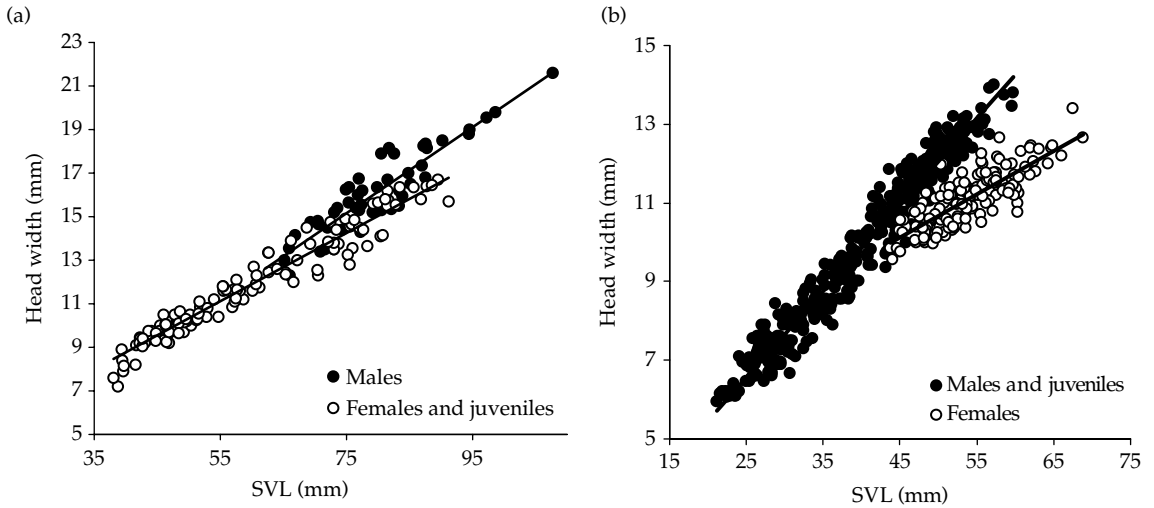 (a)
23
21
19
17
15
13
11
9
7
5
Head width (mm)
35
55
75
95
SVL (mm)
Males
Females and juveniles
(b)
15
13
11
9
7
5
Head width (mm)
15
25
35
45
55
65
75
SVL (mm)
Males and juveniles
Females